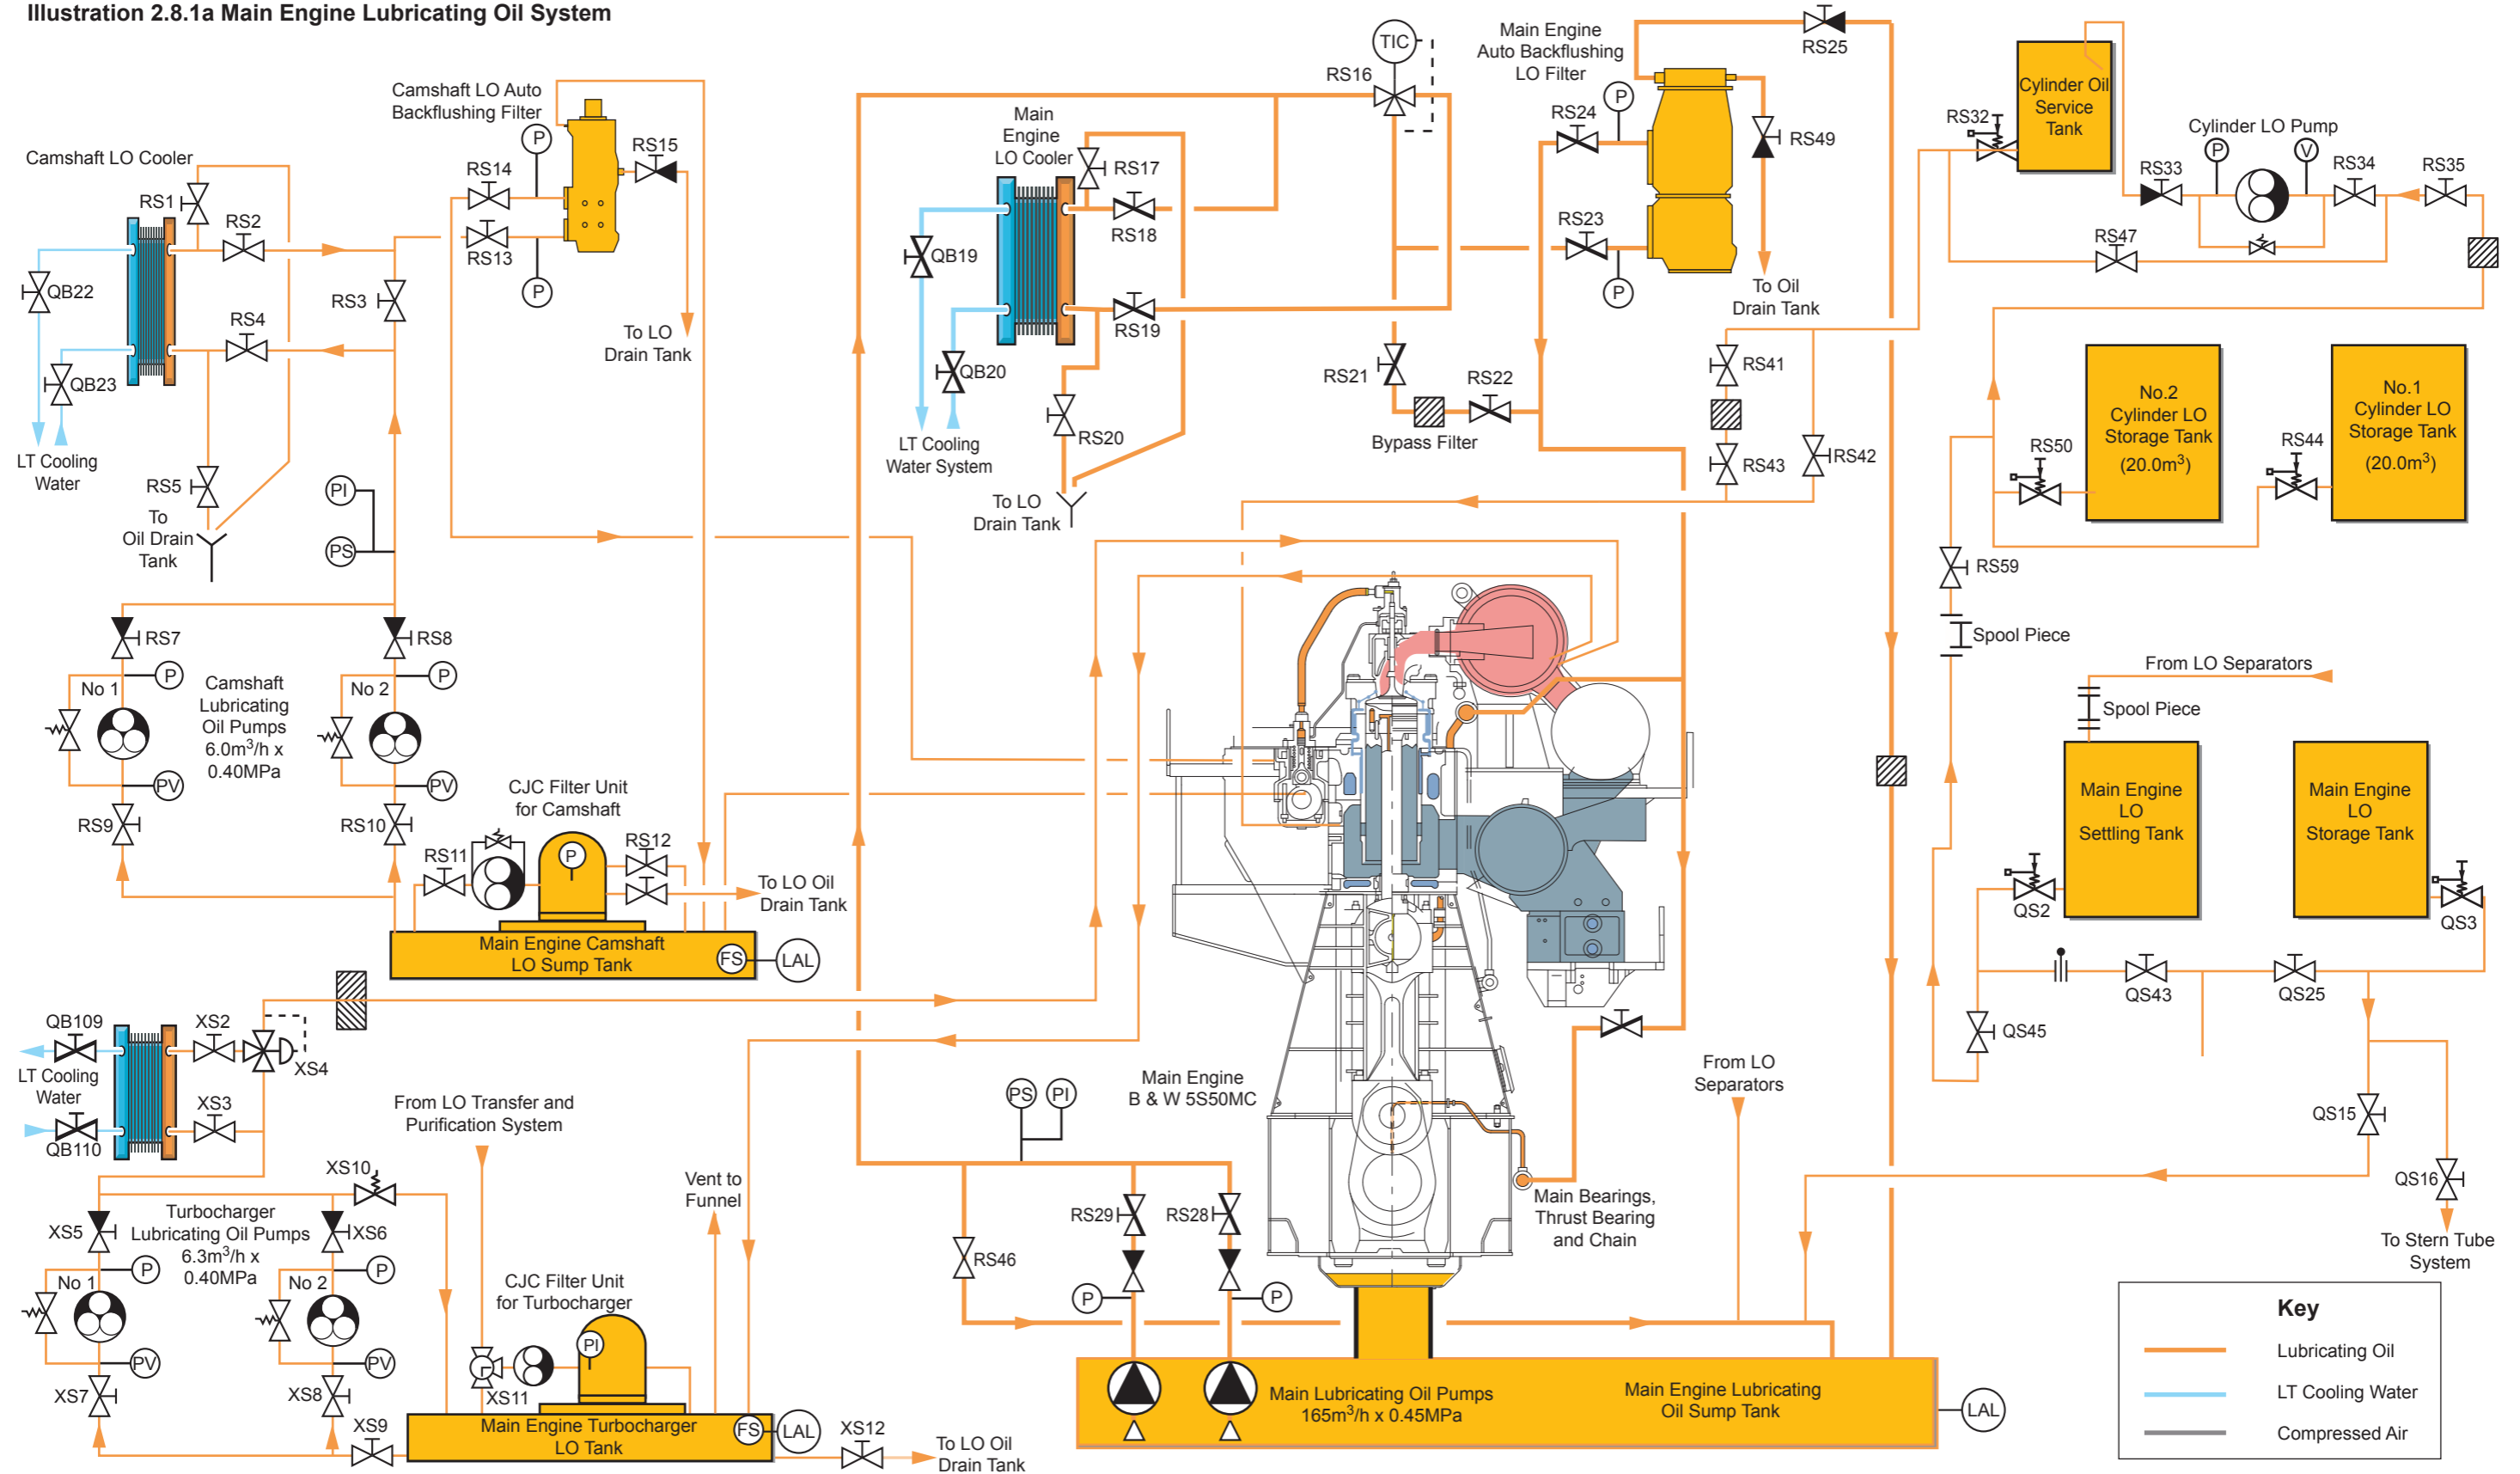 Illustration 2.8.1a Main Engine Lubricating Oil System
Camshaft LO Cooler
RS1
RS2
QB22
RS3
RS4
QB23
LT Cooling
Water
RS5
To
Oil Drain
Tank
PI
PS
Camshaft LO Auto
Backflushing Filter
P
RS14
RS13
P
RS15
To LO
Drain Tank
RS7
RS8
P
P
No 1
No 2
Camshaft
Lubricating
Oil Pumps
6.0m3/h x
0.40MPa
PV
PV
RS9
RS10
CJC Filter Unit
for Camshaft
RS11
P
RS12
To LO Oil
Drain Tank
Main Engine Camshaft
LO Sump Tank
FS
LAL
QB109
XS2
XS4
LT Cooling
Water
XS3
QB110
From LO Transfer and
Purification System
XS10
Turbocharger
Lubricating Oil Pumps
6.3m3/h x
0.40MPa
XS5
XS6
P
P
No 1
No 2
PV
PV
XS7
XS8
XS9
CJC Filter Unit
for Turbocharger
PI
XS11
Vent to
Funnel
Main Engine Turbocharger
LO Tank
FS
LAL
XS12
To LO Oil
Drain Tank
TIC
RS16
Main
Engine
LO Cooler
RS17
RS18
QB19
RS19
QB20
RS20
LT Cooling
Water System
To LO
Drain Tank
Main Engine
Auto Backflushing
LO Filter
P
RS24
RS23
P
RS25
RS49
To Oil
Drain Tank
RS21
RS22
Bypass Filter
RS41
RS43
RS42
Cylinder Oil
Service
Tank
RS32
Cylinder LO Pump
P
V
RS33
RS34
RS35
RS47
No.2
Cylinder LO
Storage Tank
(20.0m3)
No.1
Cylinder LO
Storage Tank
(20.0m3)
RS50
RS44
RS59
Spool Piece
From LO Separators
Spool Piece
Main Engine
LO
Settling Tank
Main Engine
LO
Storage Tank
QS2
QS3
QS43
QS25
QS45
QS15
QS16
To Stern Tube
System
Main Engine
B & W 5S50MC
PS
PI
From LO
Separators
RS29
RS28
RS46
P
P
Main Bearings,
Thrust Bearing
and Chain
Main Lubricating Oil Pumps
165m3/h x 0.45MPa
Main Engine Lubricating
Oil Sump Tank
LAL
Key
Lubricating Oil
LT Cooling Water
Compressed Air